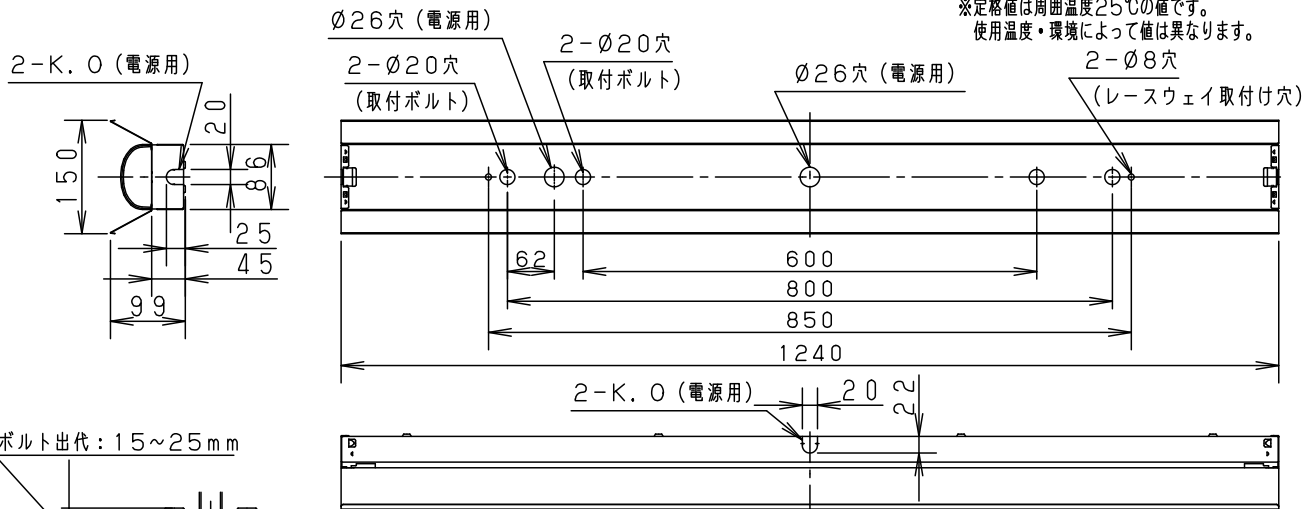 ※定格値は周囲温度25℃の値です。
使用温度・環境によって値は異なります。
Ø26穴（電源用）
2-Ø20穴
（取付ボルト）
2-K.O（電源用）
2-Ø20穴
（取付ボルト）
Ø26穴（電源用）
2-Ø8穴
（レースウェイ取付け穴）
150
20
86
25
45
99
62
600
800
850
1240
2-K.O（電源用）
20
22
ボルト出代：15~25mm